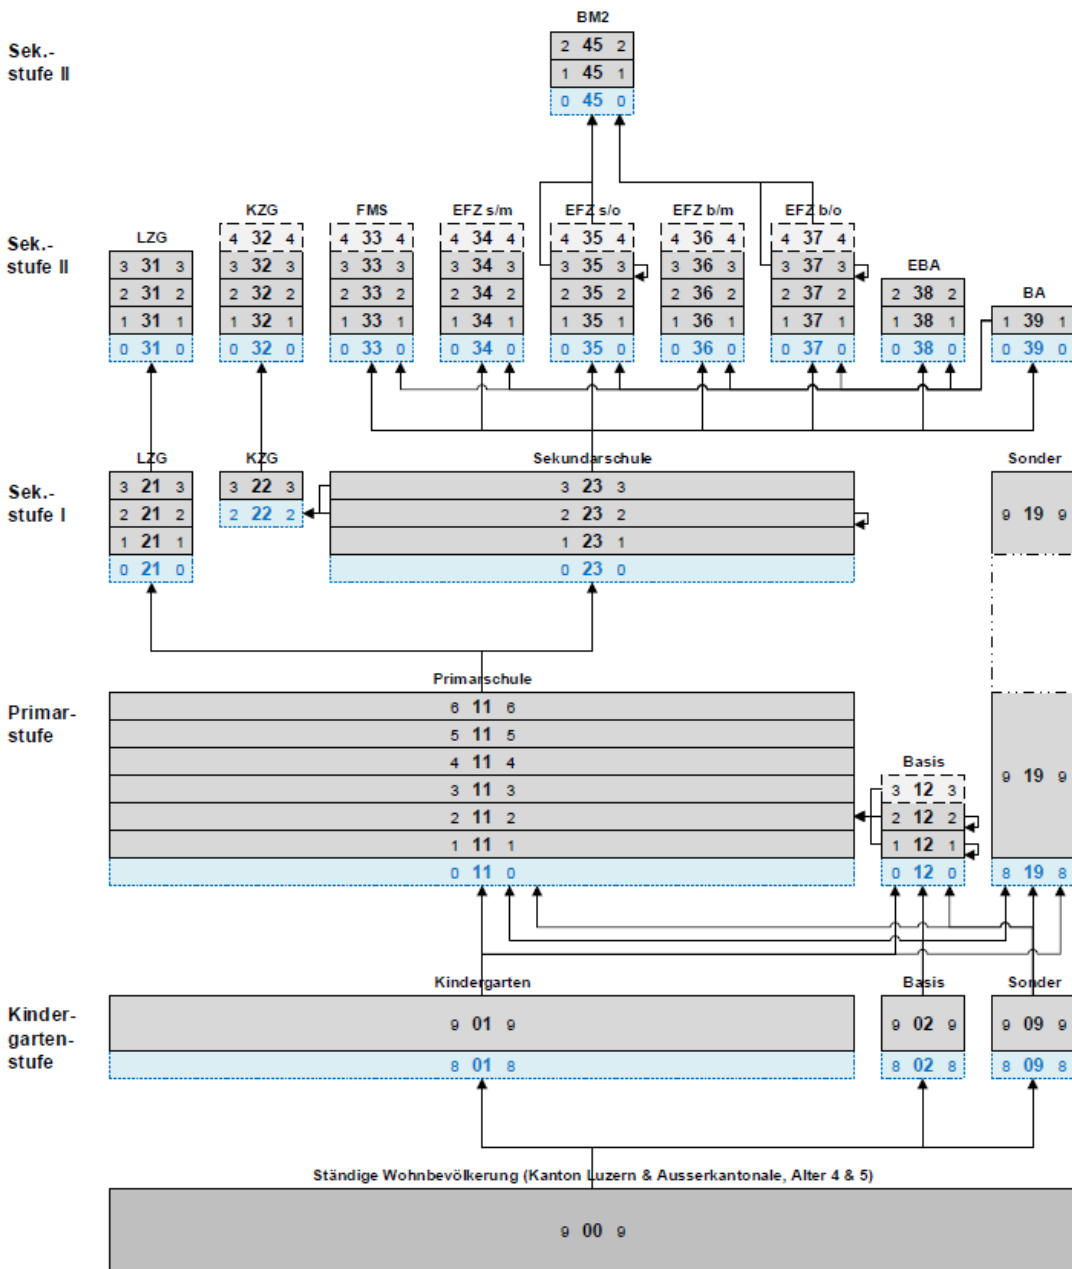 BM2
Sek.-
stufe II
2 45 2
1 45 1
0 45 0
Sek.-
stufe II
LZG
3 31 3
2 31 2
1 31 1
0 31 0
KZG
4 32 4
3 32 3
2 32 2
1 32 1
0 32 0
FMS
4 33 4
3 33 3
2 33 2
1 33 1
0 33 0
EFZ s/m
4 34 4
3 34 3
2 34 2
1 34 1
0 34 0
EFZ s/o
4 35 4
3 35 3
2 35 2
1 35 1
0 35 0
EFZ b/m
4 36 4
3 36 3
2 36 2
1 36 1
0 36 0
EFZ b/o
4 37 4
3 37 3
2 37 2
1 37 1
0 37 0
EBA
2 38 2
1 38 1
0 38 0
BA
1 39 1
0 39 0
Sek.-
stufe I
LZG
3 21 3
2 21 2
1 21 1
0 21 0
KZG
3 22 3
2 22 2
Sekundarschule
3 23 3
2 23 2
1 23 1
0 23 0
Sonder
9 19 9
Primar-
stufe
Primarschule
6 11 6
5 11 5
4 11 4
3 11 3
2 11 2
1 11 1
0 11 0
Basis
3 12 3
2 12 2
1 12 1
0 12 0
9 19 9
8 19 8
Kinder-
garten-
stufe
Kindergarten
9 01 9
8 01 8
Basis
9 02 9
8 02 8
Sonder
9 09 9
8 09 8
Ständige Wohnbevölkerung (Kanton Luzern & Ausserkantonale, Alter 4 & 5)
9 00 9